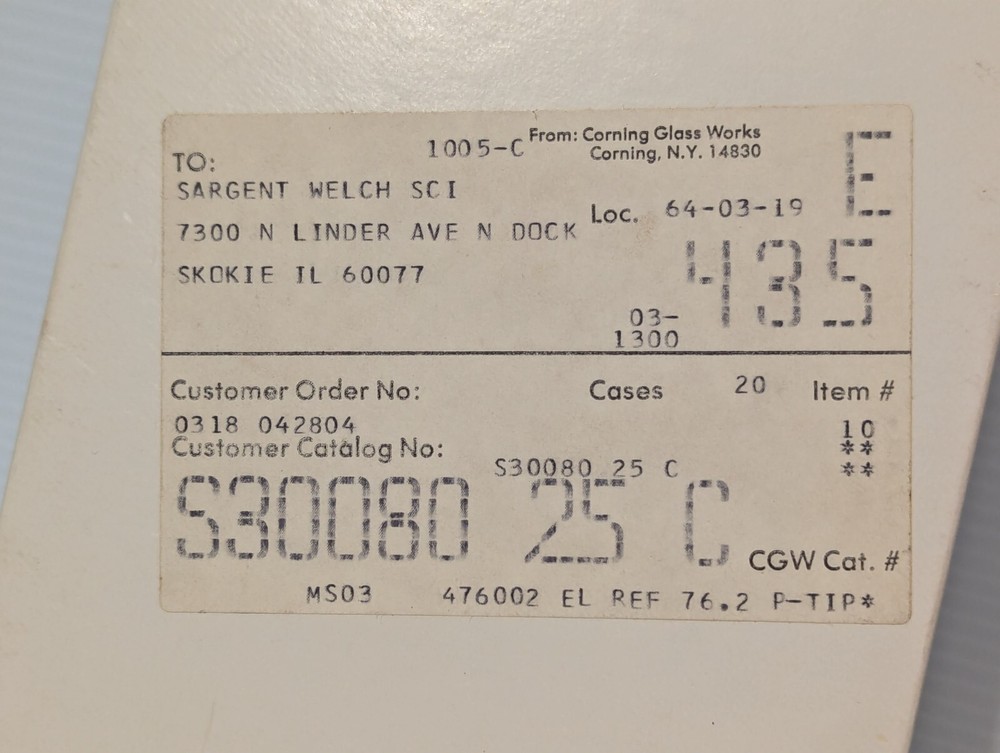 1005-C From: Corning Glass Works
Corning, N.Y. 14830
E
TO:
SARGENT WELCH SCI
7300 N LINDER AVE N DOCK
SKOKIE IL 60077
Loc. 64-03-19
435
03-
1300
Customer Order No: Cases 20 Item #
0318 042804 10
Customer Catalog No: **
S30080 25 C **
S30080 25 C
CGW Cat. #
MS03 476002 EL REF 76.2 P-TIP*